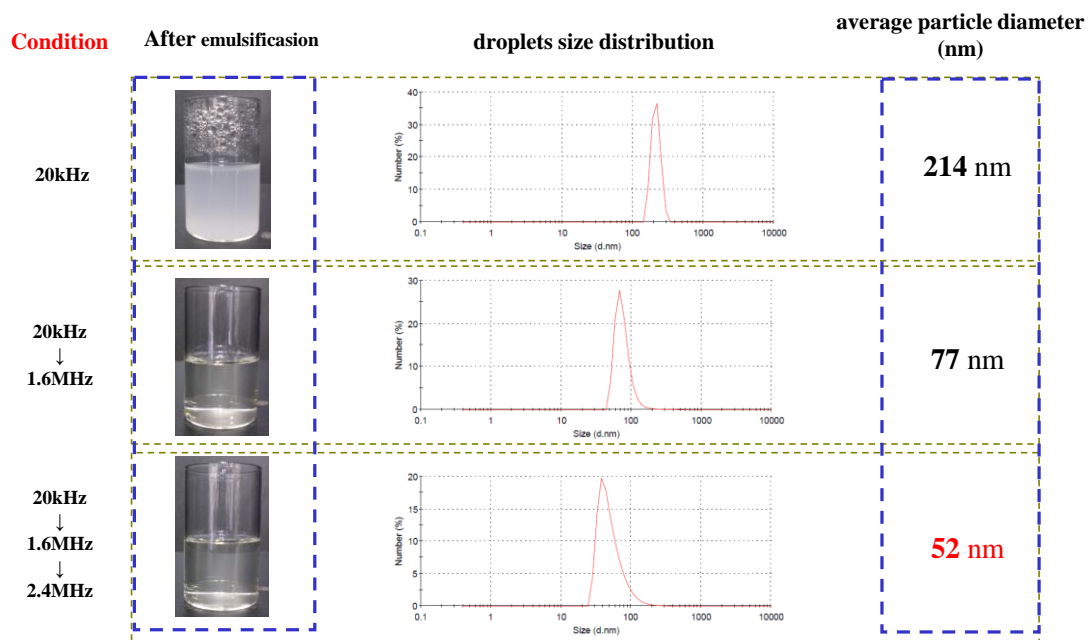 Condition
After emulsificasion
droplets size distribution
average particle diameter
(nm)
20kHz
40
30
20
10
0
Number (%)
0.1 1 10 100 1000 10000
Size (d.nm)
214 nm
20kHz
↓
1.6MHz
30
20
10
0
Number (%)
0.1 1 10 100 1000 10000
Size (d.nm)
77 nm
20kHz
↓
1.6MHz
↓
2.4MHz
20
15
10
5
0
Number (%)
0.1 1 10 100 1000 10000
Size (d.nm)
52 nm